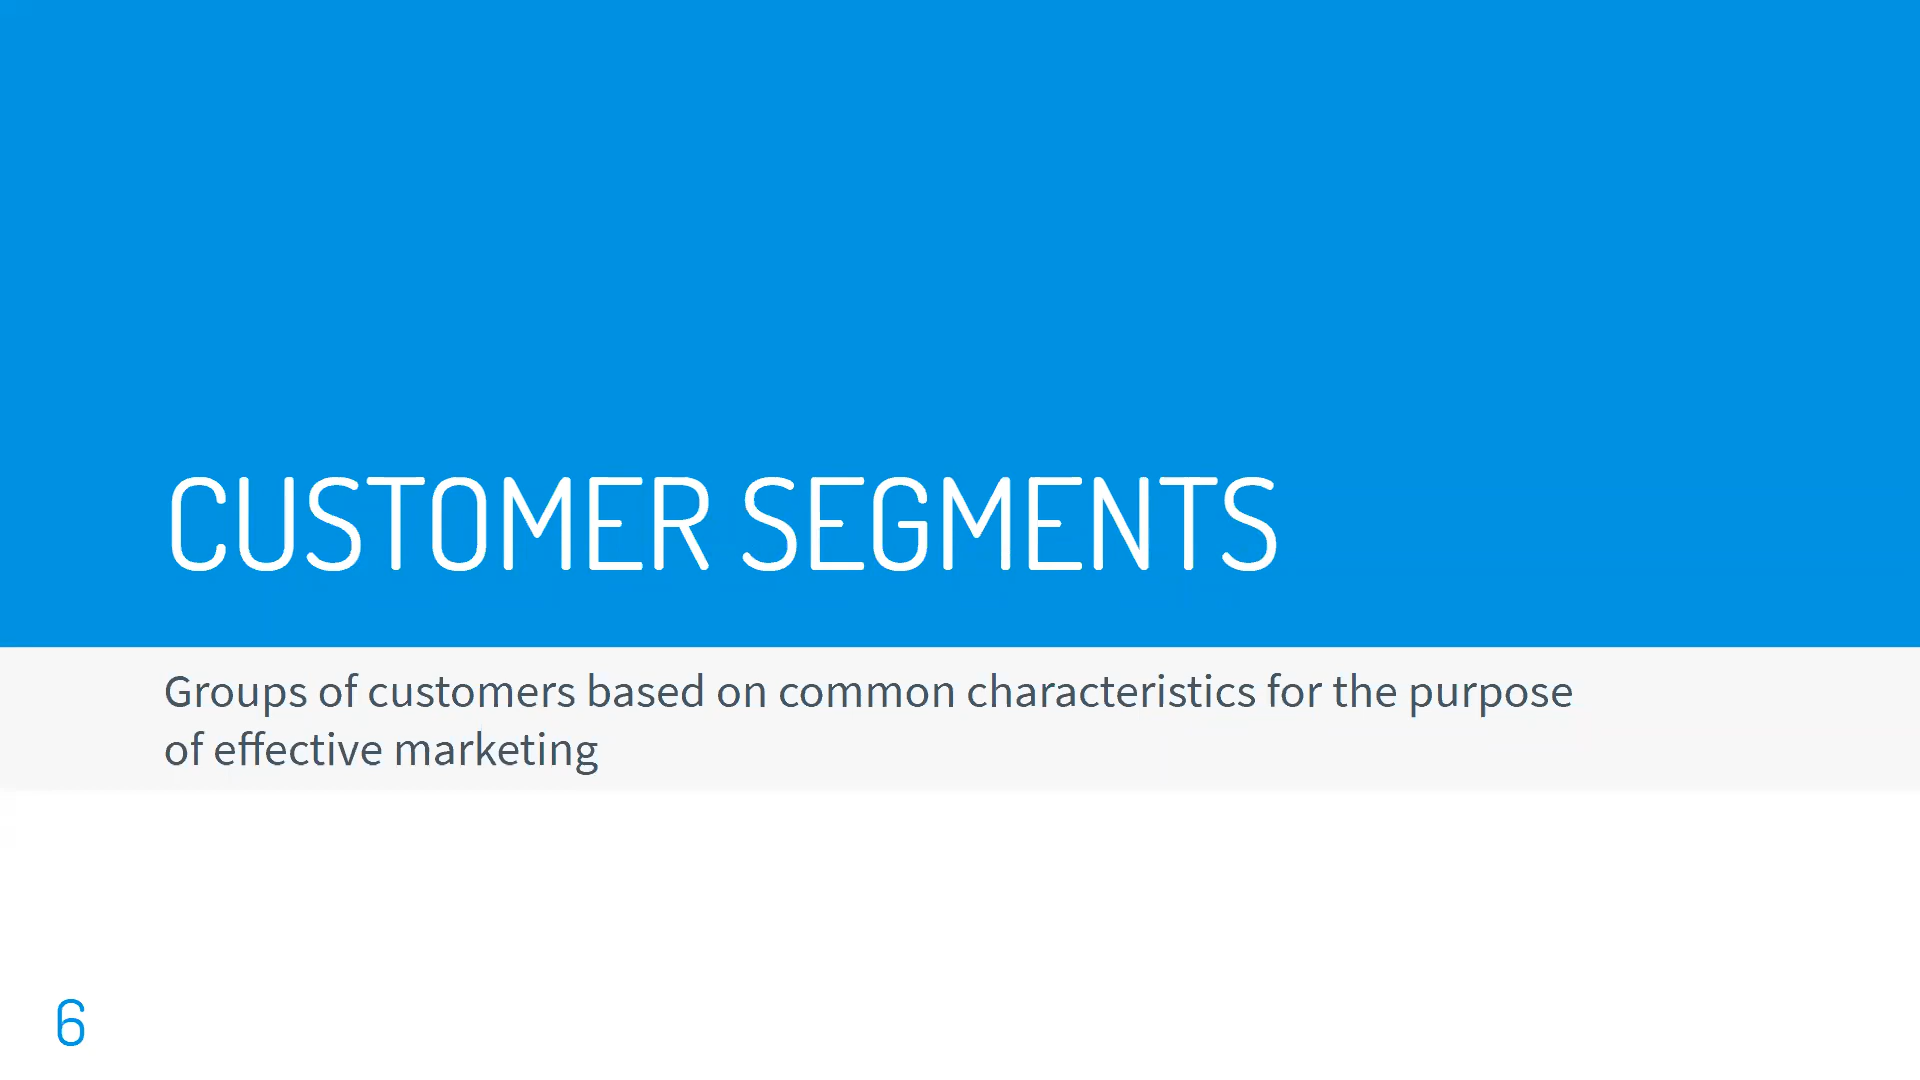 CUSTOMER SEGMENTS
Groups of customers based on common characteristics for the purpose
of effective marketing
6